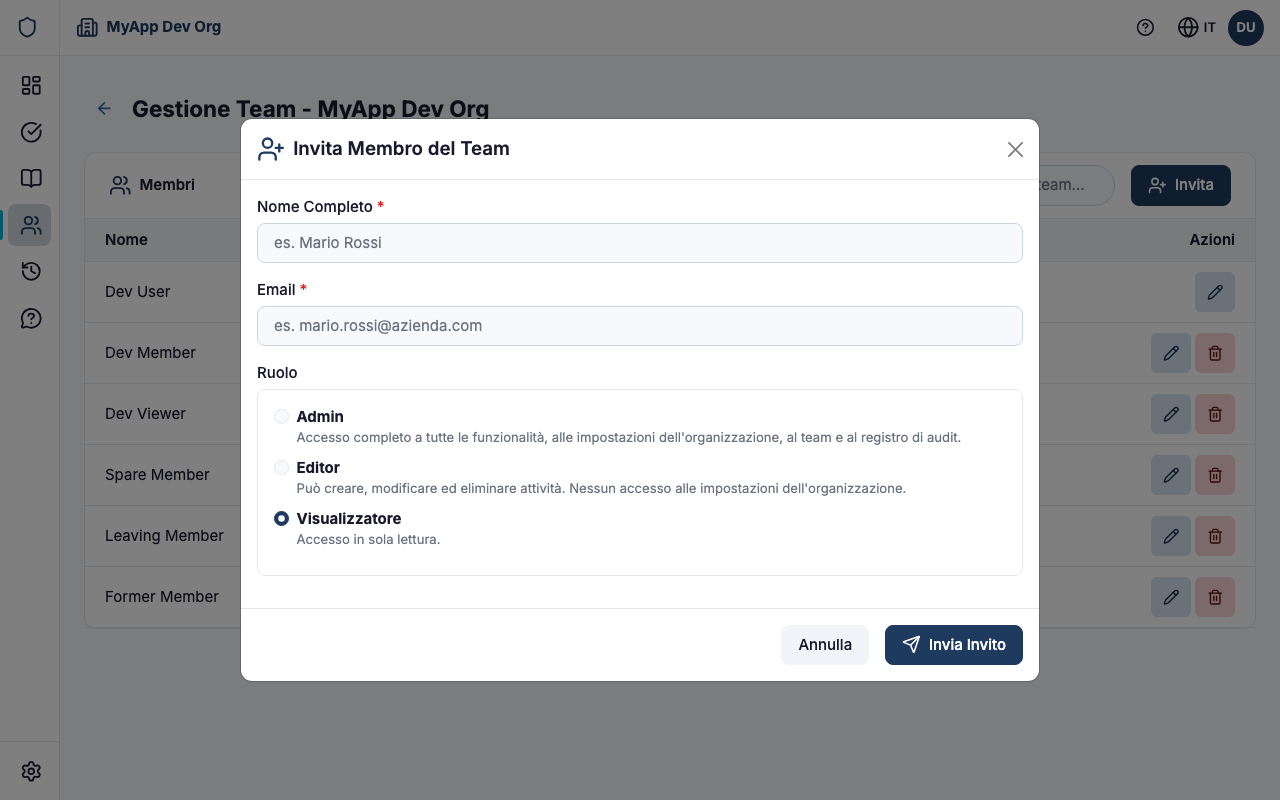 MyApp Dev Org
IT
DU
Gestione Team - MyApp Dev Org
Membri
team...
Invita
Nome
Azioni
Dev User
Dev Member
Dev Viewer
Spare Member
Leaving Member
Former Member
Invita Membro del Team
Nome Completo *
es. Mario Rossi
Email *
es. mario.rossi@azienda.com
Ruolo
Admin
Accesso completo a tutte le funzionalità, alle impostazioni dell'organizzazione, al team e al registro di audit.
Editor
Può creare, modificare ed eliminare attività. Nessun accesso alle impostazioni dell'organizzazione.
Visualizzatore
Accesso in sola lettura.
Annulla
Invia Invito